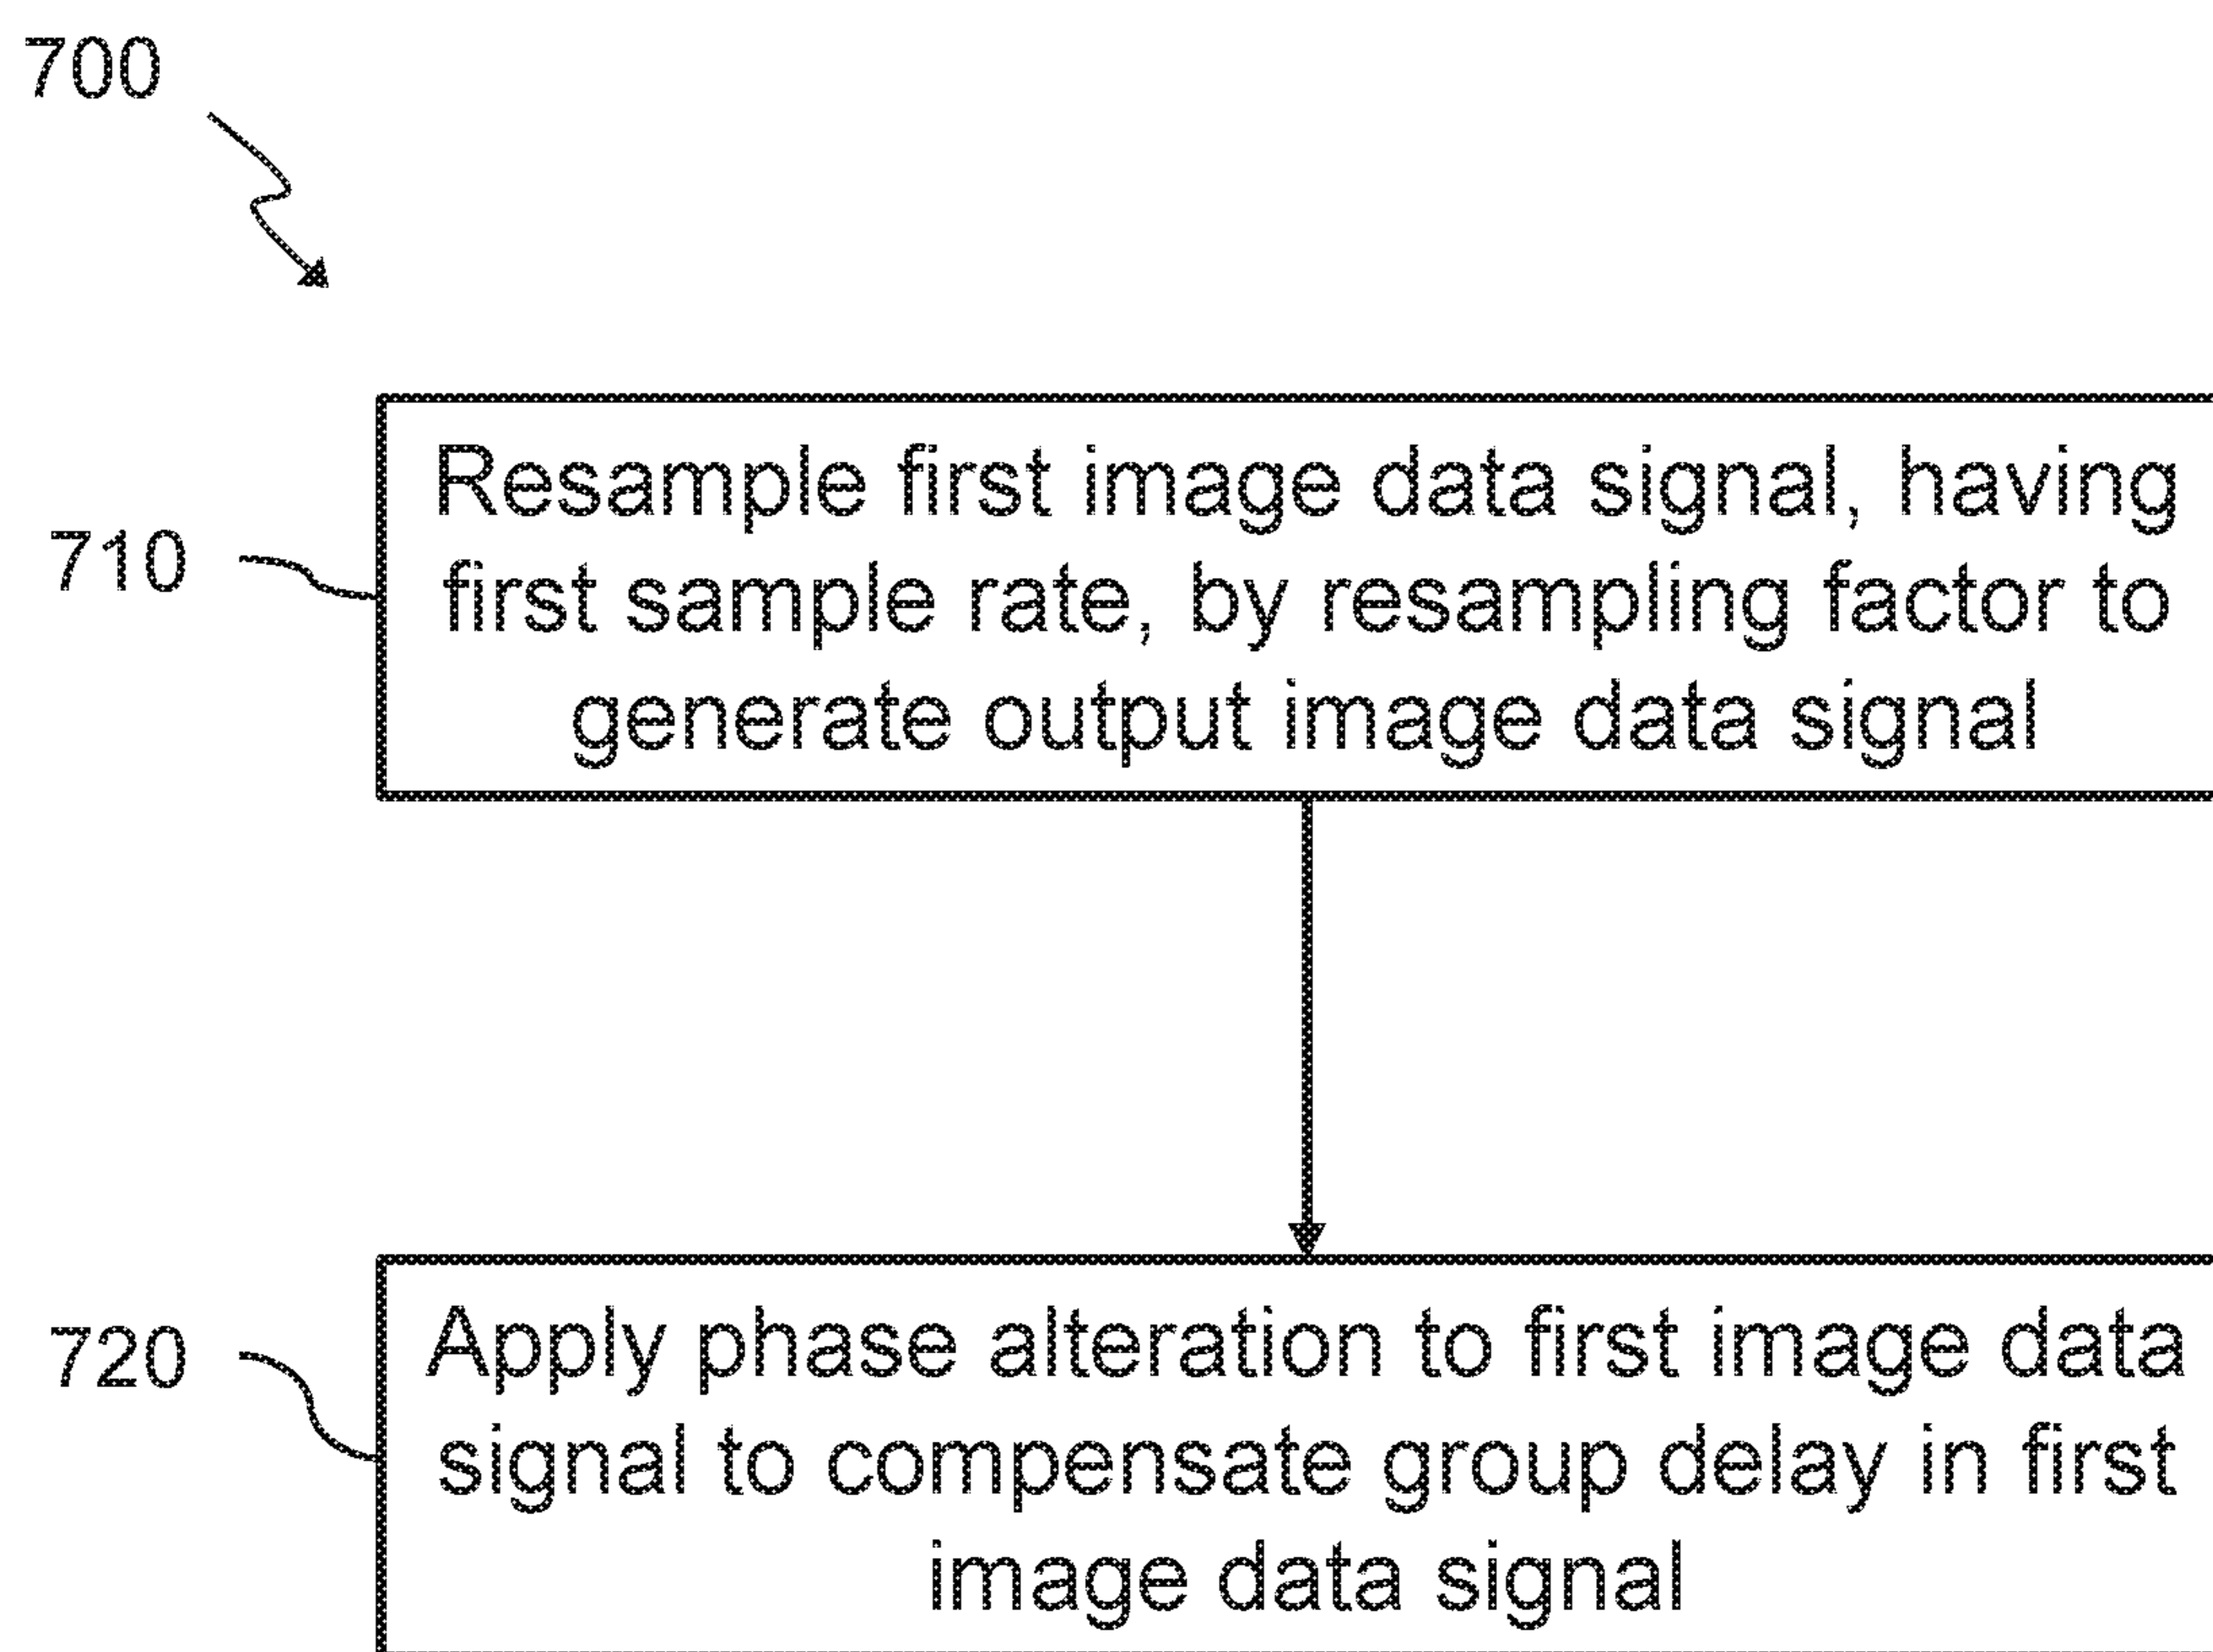 700
710
Resample first image data signal, having
first sample rate, by resampling factor to
generate output image data signal
720
Apply phase alteration to first image data
signal to compensate group delay in first
image data signal